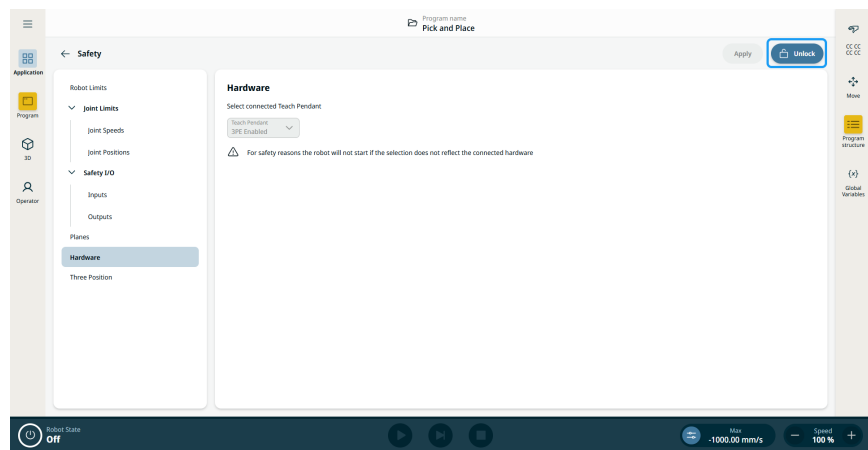 Program name
Pick and Place
Safety
Apply
Unlock
Application
Program
3D
Operator
Robot Limits
Joint Limits
Joint Speeds
Joint Positions
Safety I/O
Inputs
Outputs
Planes
Hardware
Three Position
Hardware
Select connected Teach Pendant
Teach Pendant
3PE Enabled
For safety reasons the robot will not start if the selection does not reflect the connected hardware
CC CC
CC CC
Move
Program
structure
{x}
Global
Variables
Robot State
Off
Max
-1000.00 mm/s
Speed
100 %